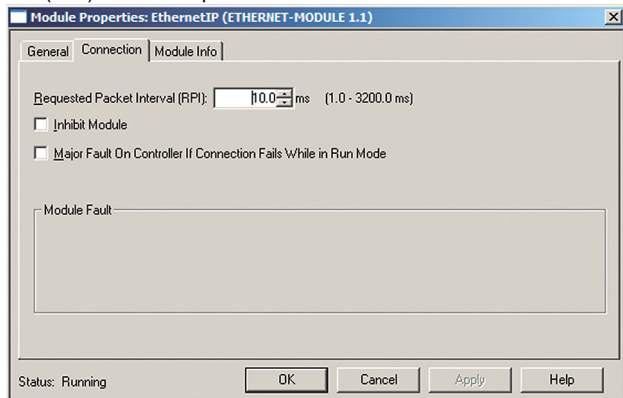 Module Properties: EthernetIP (ETHERNET-MODULE 1.1)
General Connection Module Info
Requested Packet Interval (RPI): 10.0 ms (1.0 - 3200.0 ms)
Inhibit Module
Major Fault On Controller If Connection Fails While in Run Mode
Module Fault
Status: Running OK Cancel Apply Help